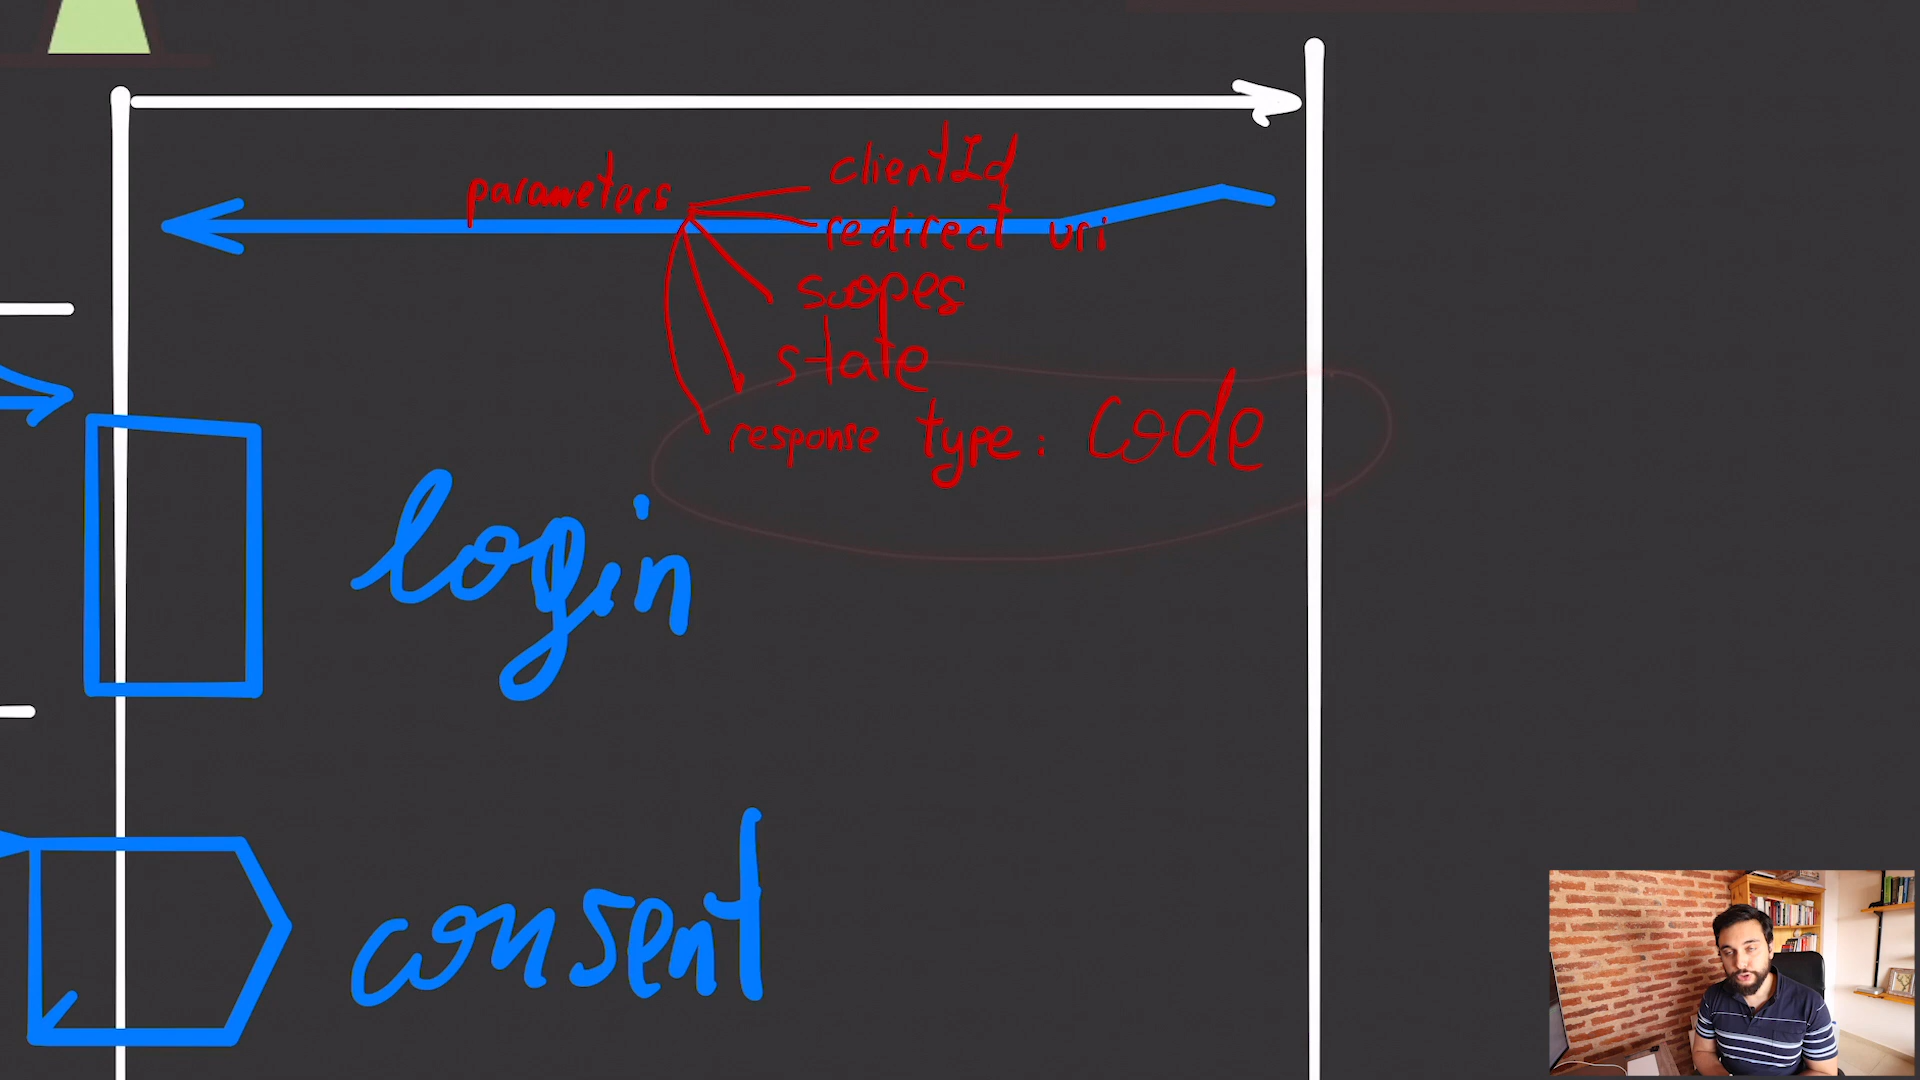 parameters
clientId
redirect uri
scopes
state
response type: code
login
consent